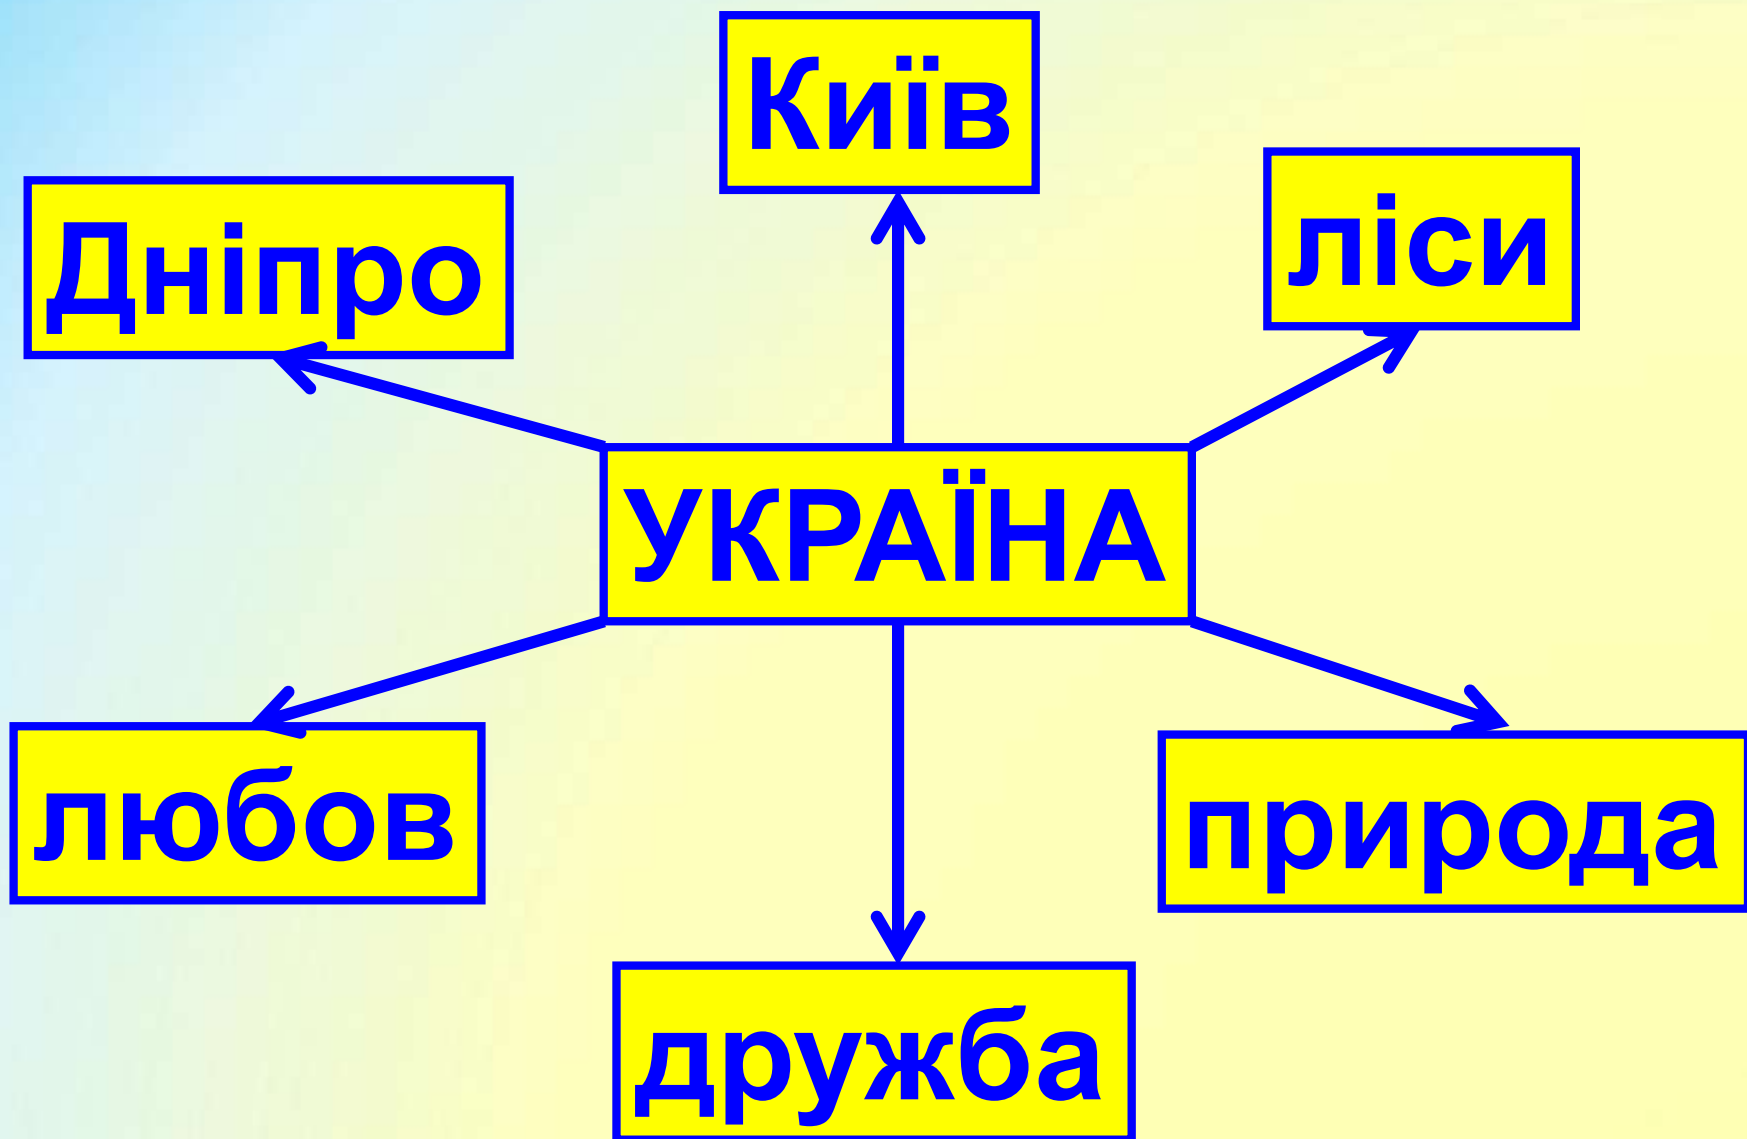 Київ
ліси
Дніпро
УКРАЇНА
любов
природа
дружба